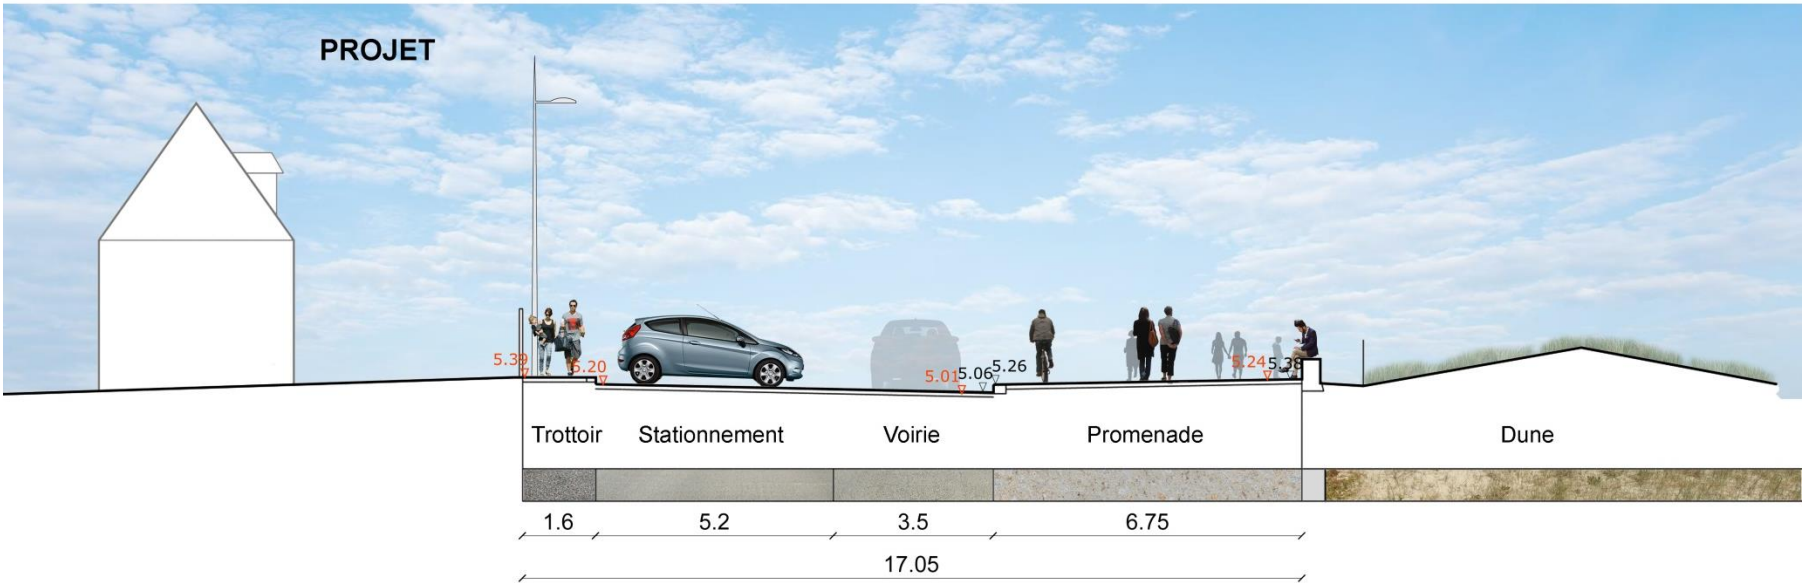 PROJET
5.39
5.20
5.01
5.06
5.26
5.24
5.38
Trottoir Stationnement Voirie Promenade Dune
1.6 5.2 3.5 6.75
17.05